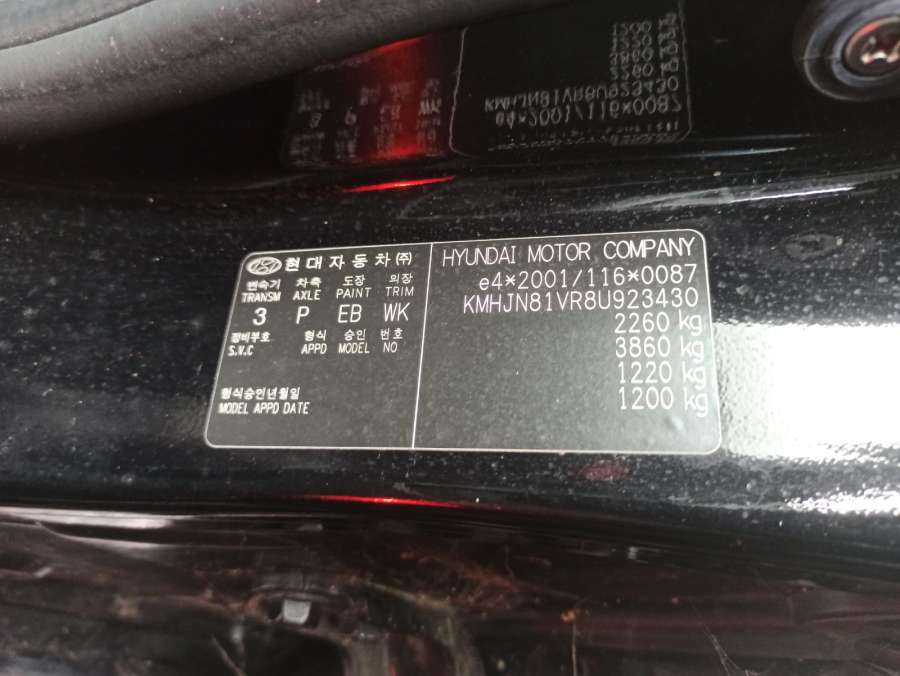 현대자동차㈜
변속기 차축 도장 의장
TRANSM AXLE PAINT TRIM
3 P EB WK
정비부호 형식 승인 번호
S.V.C APPD MODEL NO
형식승인년월일
MODEL APPD DATE
HYUNDAI MOTOR COMPANY
e4*2001/116*0087
KMHJN81VR8U923430
2260 kg
3860 kg
1220 kg
1200 kg